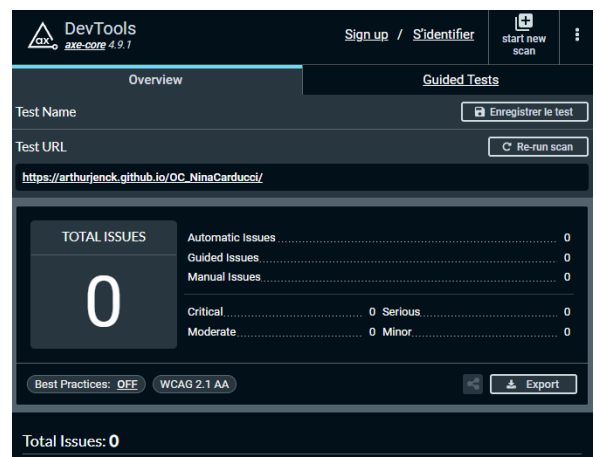 DevTools
axe-core 4.9.1
Sign up / S'identifier
start new scan
Overview
Guided Tests
Test Name
Enregistrer le test
Test URL
Re-run scan
https://arthurjenck.github.io/OC_NinaCarducci/
TOTAL ISSUES
0
Automatic Issues 0
Guided Issues 0
Manual Issues 0
Critical 0 Serious 0
Moderate 0 Minor 0
Best Practices: OFF
WCAG 2.1 AA
Export
Total Issues: 0